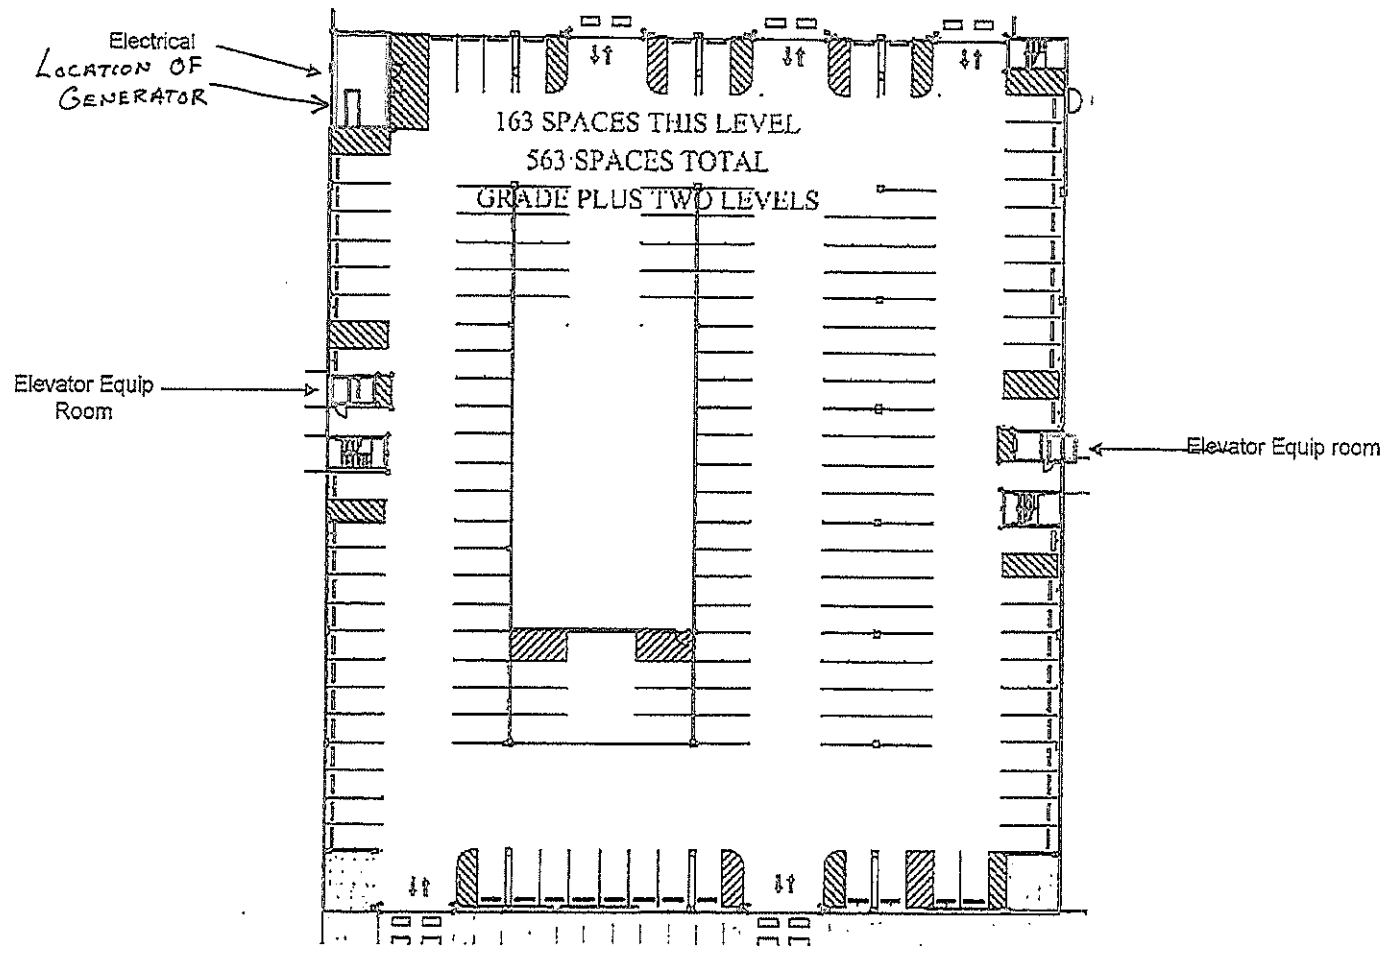 Electrical
LOCATION OF
GENERATOR
163 SPACES THIS LEVEL
563 SPACES TOTAL
GRADE PLUS TWO LEVELS
Elevator Equip
Room
Elevator Equip room